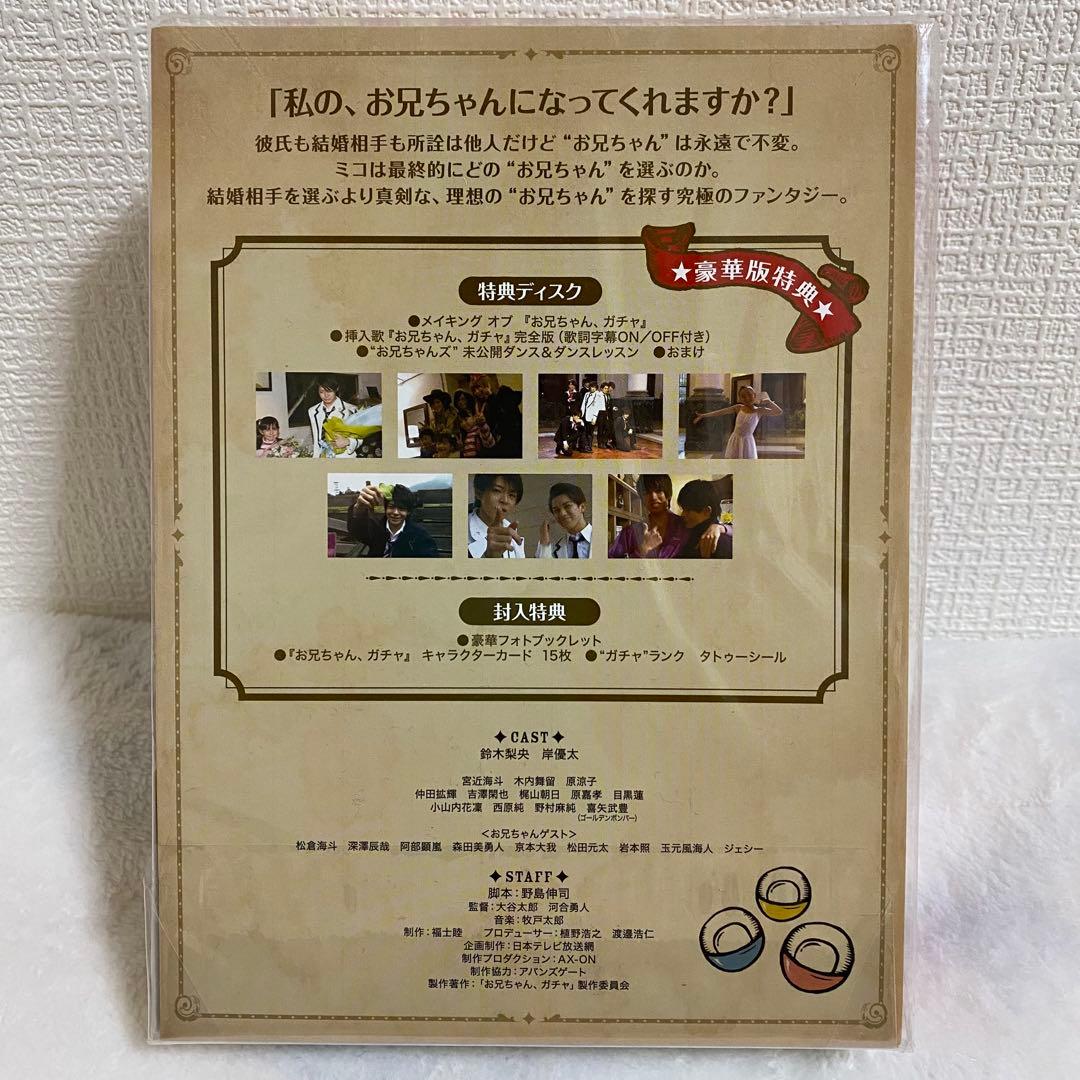 「私の、お兄ちゃんになってくれますか？」
彼氏も結婚相手も所詮は他人だけど“お兄ちゃん”は永遠で不変。
ミコは最終的にどの“お兄ちゃん”を選ぶのか。
結婚相手を選ぶより真剣な、理想の“お兄ちゃん”を探す究極のファンタジー。
★豪華版特典★
特典ディスク
●メイキング オブ 『お兄ちゃん、ガチャ』
●挿入歌『お兄ちゃん、ガチャ』完全版（歌詞字幕ON／OFF付き）
●“お兄ちゃんズ”未公開ダンス＆ダンスレッスン ●おまけ
封入特典
●豪華フォトブックレット
●『お兄ちゃん、ガチャ』 キャラクターカード 15枚 ●“ガチャ”ランク タトゥーシール
✦CAST✦
鈴木梨央 岸優太
宮近海斗 木内舞留 原涼子
仲田拡輝 吉澤閑也 梶山朝日 原嘉孝 目黒蓮
小山内花凜 西原純 野村麻純 喜矢武豊
（ゴールデンボンバー）
＜お兄ちゃんゲスト＞
松倉海斗 深澤辰哉 阿部顕嵐 森田美勇人 京本大我 松田元太 岩本照 玉元風海人 ジェシー
✦STAFF✦
脚本：野島伸司
監督：大谷太郎 河合勇人
音楽：牧戸太郎
制作：福士睦 プロデューサー：植野浩之 渡邉浩仁
企画制作：日本テレビ放送網
制作プロダクション：AX-ON
制作協力：アバンズゲート
製作著作：「お兄ちゃん、ガチャ」製作委員会